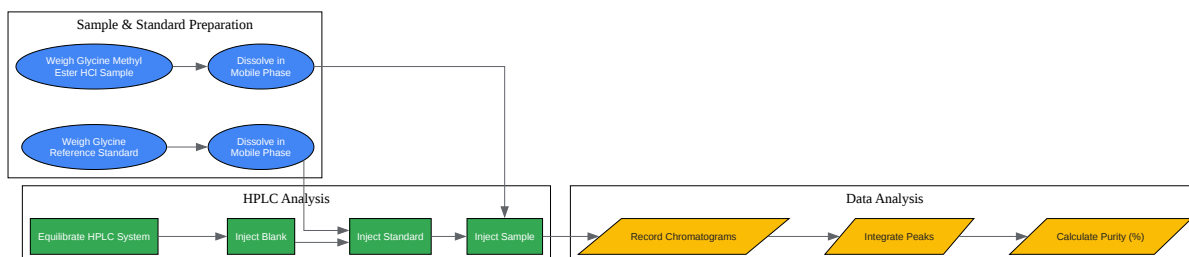 Sample & Standard Preparation
Weigh Glycine Methyl
Ester HCl Sample
Dissolve in
Mobile Phase
Weigh Glycine
Reference Standard
Dissolve in
Mobile Phase
HPLC Analysis
Equilibrate HPLC System
Inject Blank
Inject Standard
Inject Sample
Data Analysis
Record Chromatograms
Integrate Peaks
Calculate Purity (%)